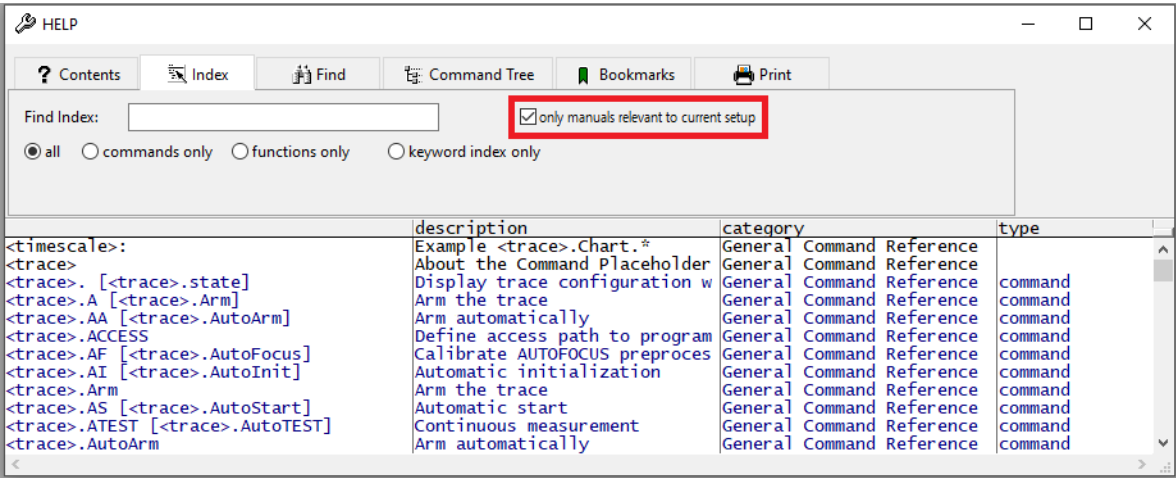 HELP
? Contents Index Find Command Tree Bookmarks Print
Find Index: only manuals relevant to current setup
all commands only functions only keyword index only
description category type
<timescale>: Example <trace>.Chart.* General Command Reference
<trace> About the Command Placeholder General Command Reference
<trace>. [<trace>.state] Display trace configuration w General Command Reference command
<trace>.A [<trace>.Arm] Arm the trace General Command Reference command
<trace>.AA [<trace>.AutoArm] Arm automatically General Command Reference command
<trace>.ACCESS Define access path to program General Command Reference command
<trace>.AF [<trace>.AutoFocus] Calibrate AUTOFOCUS preproces General Command Reference command
<trace>.AI [<trace>.AutoInit] Automatic initialization General Command Reference command
<trace>.Arm Arm the trace General Command Reference command
<trace>.AS [<trace>.AutoStart] Automatic start General Command Reference command
<trace>.ATEST [<trace>.AutoTEST] Continuous measurement General Command Reference command
<trace>.AutoArm Arm automatically General Command Reference command